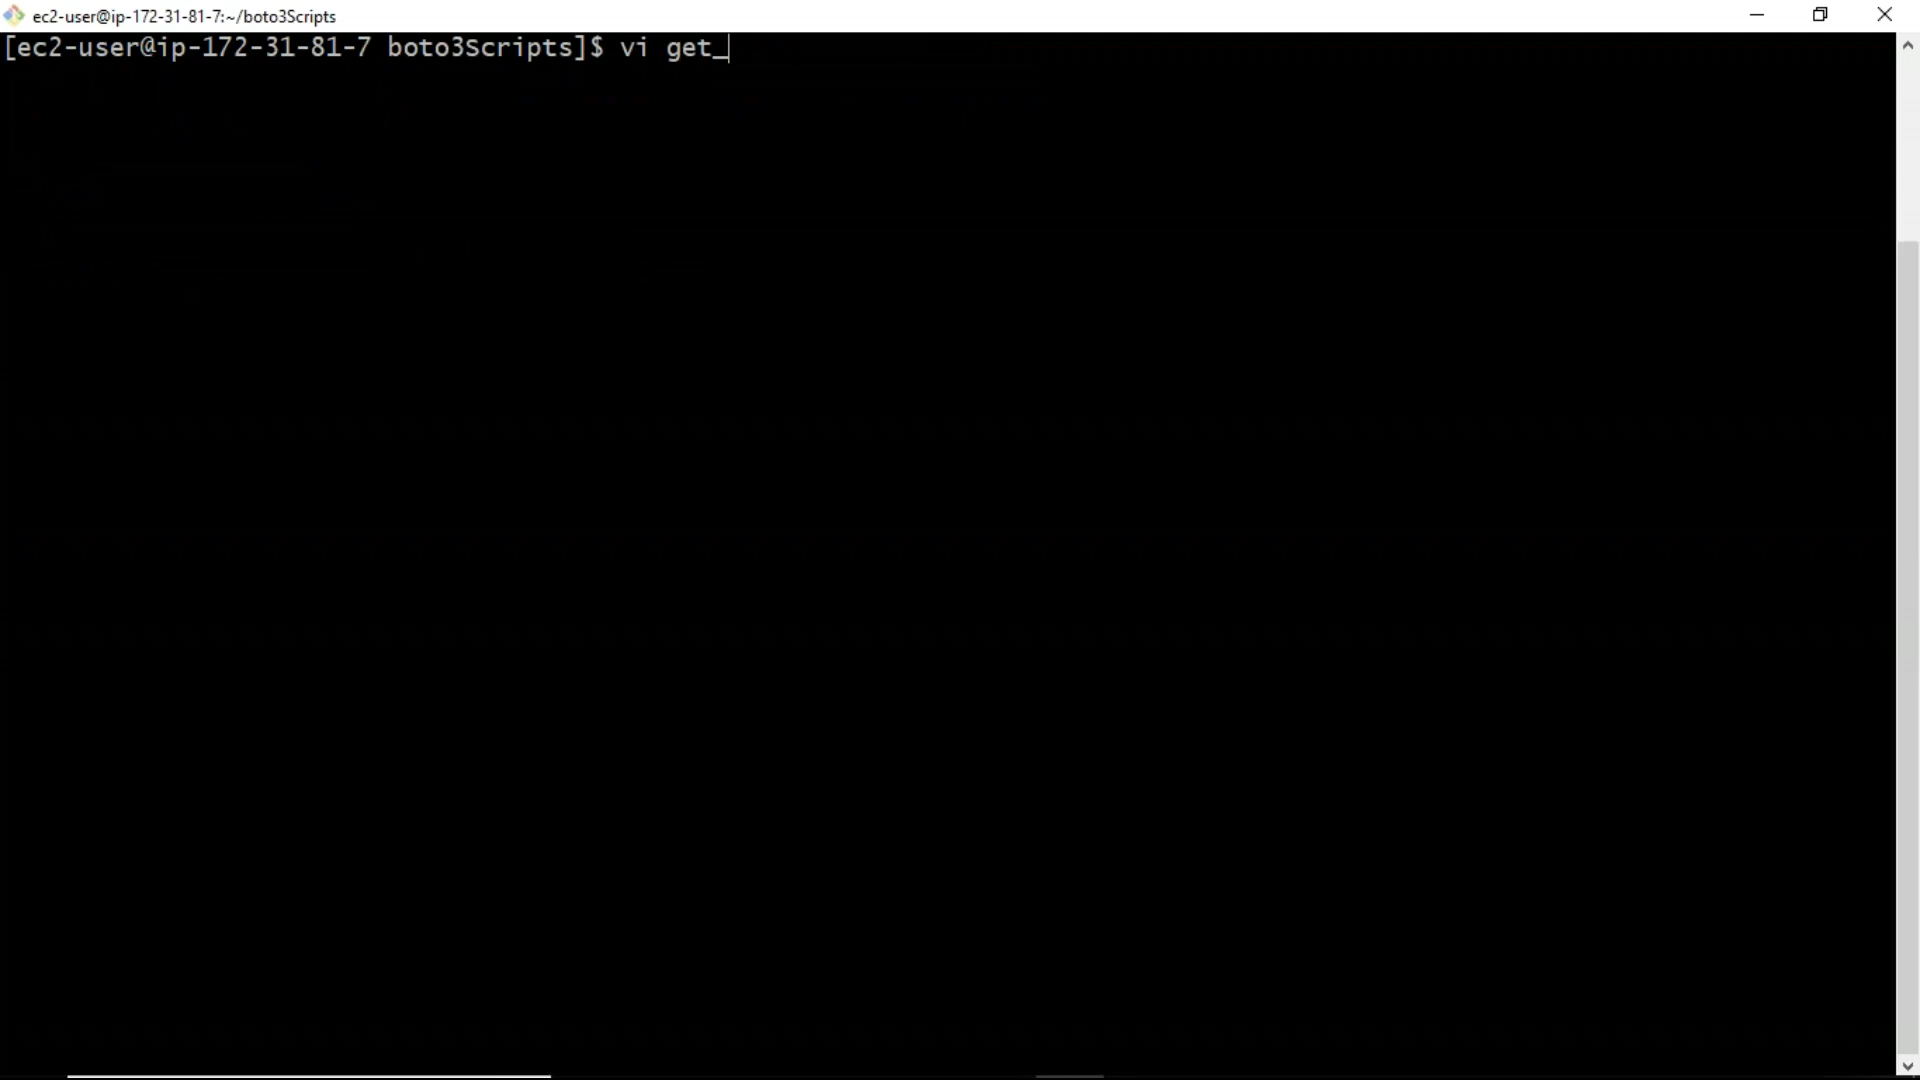 ec2-user@ip-172-31-81-7:~/boto3Scripts
[ec2-user@ip-172-31-81-7 boto3Scripts]$ vi get_